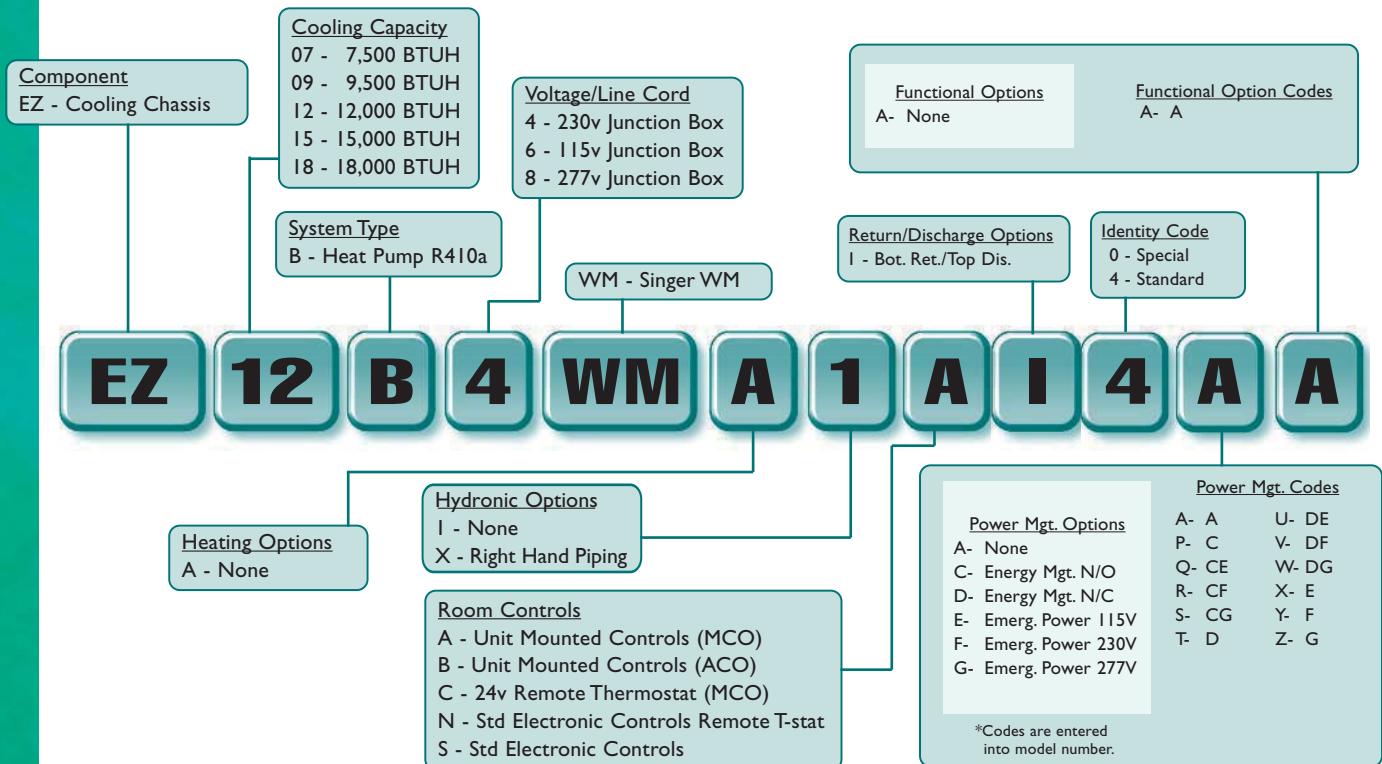 Component
EZ - Cooling Chassis
Cooling Capacity
07 - 7,500 BTUH
09 - 9,500 BTUH
12 - 12,000 BTUH
15 - 15,000 BTUH
18 - 18,000 BTUH
Voltage/Line Cord
4 - 230v Junction Box
6 - 115v Junction Box
8 - 277v Junction Box
Functional Options
A- None
Functional Option Codes
A- A
System Type
B - Heat Pump R410a
WM - Singer WM
Return/Discharge Options
1 - Bot. Ret./Top Dis.
Identity Code
0 - Special
4 - Standard
EZ 12 B 4 WM A 1 A I 4 A A
Heating Options
A - None
Hydronic Options
1 - None
X - Right Hand Piping
Room Controls
A - Unit Mounted Controls (MCO)
B - Unit Mounted Controls (ACO)
C - 24v Remote Thermostat (MCO)
N - Std Electronic Controls Remote T-stat
S - Std Electronic Controls
Power Mgt. Options
A- None
C- Energy Mgt. N/O
D- Energy Mgt. N/C
E- Emerg. Power 115V
F- Emerg. Power 230V
G- Emerg. Power 277V
*Codes are entered
into model number.
Power Mgt. Codes
A- A U- DE
P- C V- DF
Q- CE W- DG
R- CF X- E
S- CG Y- F
T- D Z- G